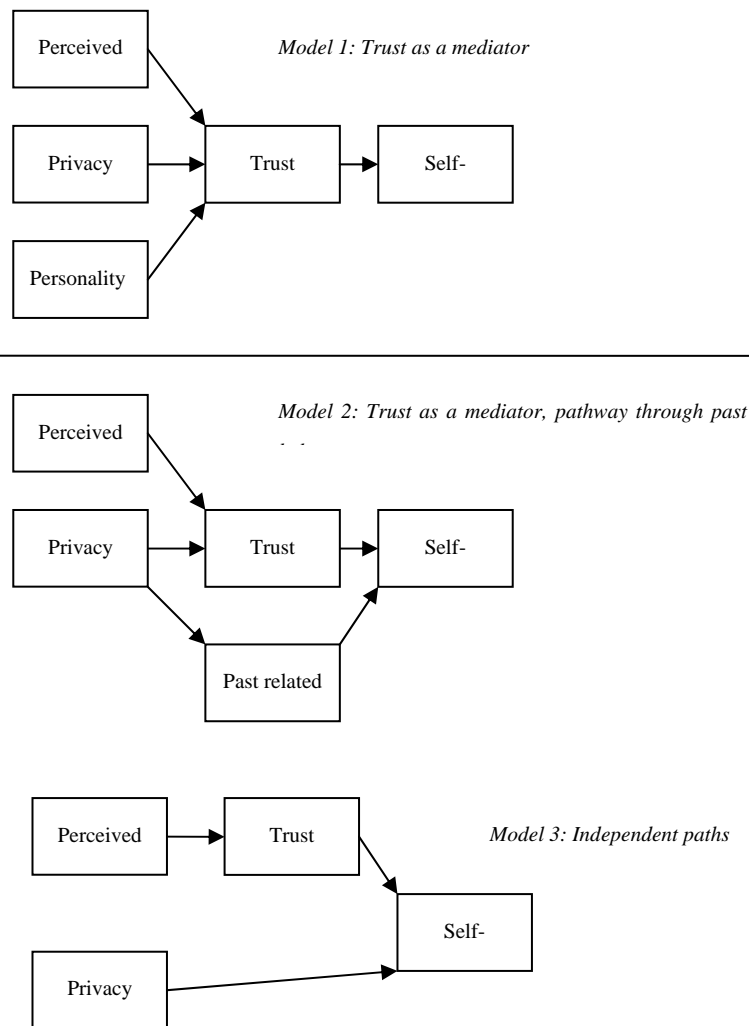 Perceived
Model 1: Trust as a mediator
Privacy
Trust
Self-
Personality
Perceived
Model 2: Trust as a mediator, pathway through past
Privacy
Trust
Self-
Past related
Perceived
Trust
Model 3: Independent paths
Self-
Privacy